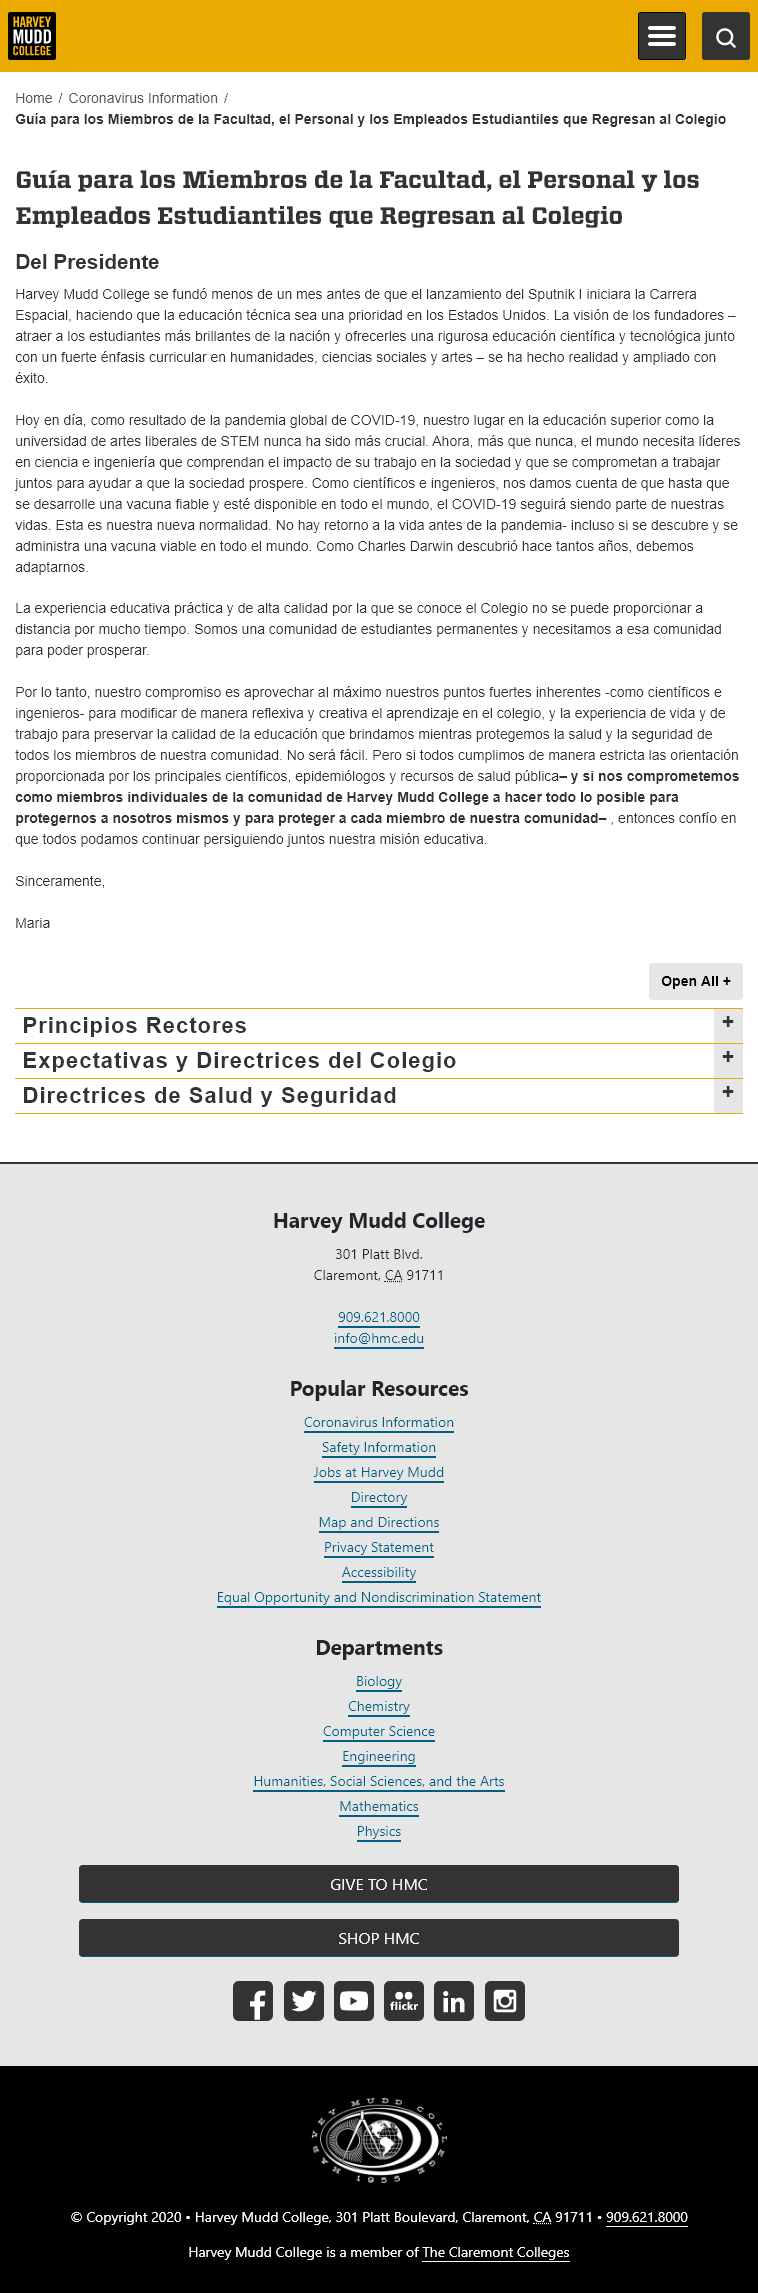 HARVEY
MUDD
COLLEGE
Home / Coronavirus Information /
Guía para los Miembros de la Facultad, el Personal y los Empleados Estudiantiles que Regresan al Colegio
Guía para los Miembros de la Facultad, el Personal y los
Empleados Estudiantiles que Regresan al Colegio
Del Presidente
Harvey Mudd College se fundó menos de un mes antes de que el lanzamiento del Sputnik I iniciara la Carrera
Espacial, haciendo que la educación técnica sea una prioridad en los Estados Unidos. La visión de los fundadores –
atraer a los estudiantes más brillantes de la nación y ofrecerles una rigurosa educación científica y tecnológica junto
con un fuerte énfasis curricular en humanidades, ciencias sociales y artes – se ha hecho realidad y ampliado con
éxito.
Hoy en día, como resultado de la pandemia global de COVID-19, nuestro lugar en la educación superior como la
universidad de artes liberales de STEM nunca ha sido más crucial. Ahora, más que nunca, el mundo necesita líderes
en ciencia e ingeniería que comprendan el impacto de su trabajo en la sociedad y que se comprometan a trabajar
juntos para ayudar a que la sociedad prospere. Como científicos e ingenieros, nos damos cuenta de que hasta que
se desarrolle una vacuna fiable y esté disponible en todo el mundo, el COVID-19 seguirá siendo parte de nuestras
vidas. Esta es nuestra nueva normalidad. No hay retorno a la vida antes de la pandemia- incluso si se descubre y se
administra una vacuna viable en todo el mundo. Como Charles Darwin descubrió hace tantos años, debemos
adaptarnos.
La experiencia educativa práctica y de alta calidad por la que se conoce el Colegio no se puede proporcionar a
distancia por mucho tiempo. Somos una comunidad de estudiantes permanentes y necesitamos a esa comunidad
para poder prosperar.
Por lo tanto, nuestro compromiso es aprovechar al máximo nuestros puntos fuertes inherentes -como científicos e
ingenieros- para modificar de manera reflexiva y creativa el aprendizaje en el colegio, y la experiencia de vida y de
trabajo para preservar la calidad de la educación que brindamos mientras protegemos la salud y la seguridad de
todos los miembros de nuestra comunidad. No será fácil. Pero si todos cumplimos de manera estricta las orientación
proporcionada por los principales científicos, epidemiólogos y recursos de salud pública– y si nos comprometemos
como miembros individuales de la comunidad de Harvey Mudd College a hacer todo lo posible para
protegernos a nosotros mismos y para proteger a cada miembro de nuestra comunidad– , entonces confío en
que todos podamos continuar persiguiendo juntos nuestra misión educativa.
Sinceramente,
Maria
Open All +
Principios Rectores +
Expectativas y Directrices del Colegio +
Directrices de Salud y Seguridad +
Harvey Mudd College
301 Platt Blvd.
Claremont, CA 91711
909.621.8000
info@hmc.edu
Popular Resources
Coronavirus Information
Safety Information
Jobs at Harvey Mudd
Directory
Map and Directions
Privacy Statement
Accessibility
Equal Opportunity and Nondiscrimination Statement
Departments
Biology
Chemistry
Computer Science
Engineering
Humanities, Social Sciences, and the Arts
Mathematics
Physics
GIVE TO HMC
SHOP HMC
flickr
in
HARVEY MUDD COLLEGE 1955
© Copyright 2020 • Harvey Mudd College, 301 Platt Boulevard, Claremont, CA 91711 • 909.621.8000
Harvey Mudd College is a member of The Claremont Colleges